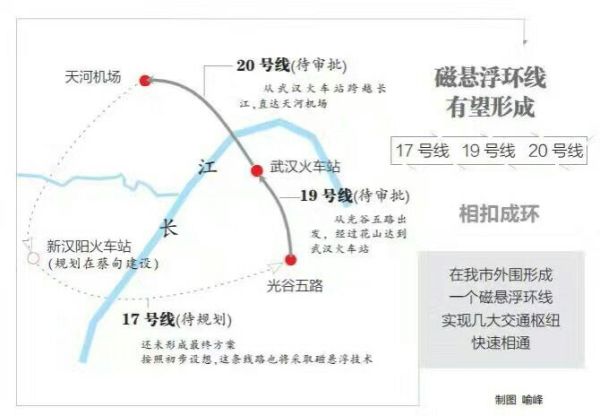 20号线(待审批)
从武汉火车站跨越长
江,直达天河机场
天河机场
武汉火车站
江
长
19号线(待审批)
从光谷五路出
发，经过花山达到
武汉火车站
新汉阳火车站
(规划在蔡甸建设)
光谷五路
17号线(待规划)
还未形成最终方案
按照初步设想,这条线路也将采取磁悬浮技术
磁悬浮环线
有望形成
17号线 19号线 20号线
相扣成环
在我市外围形成
一个磁悬浮环线
实现几大交通枢纽
快速相通
制图 喻峰